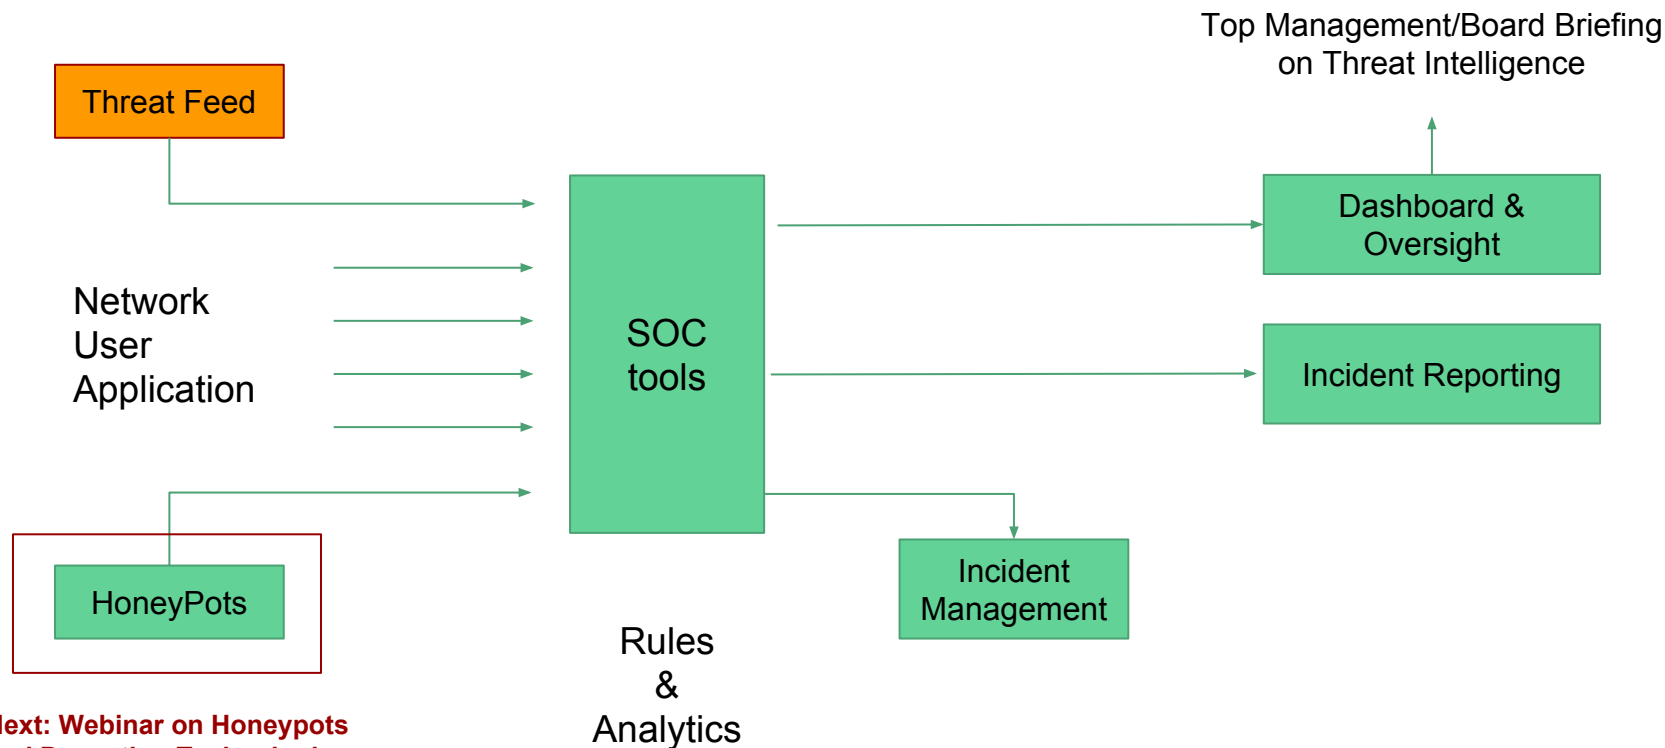 Top Management/Board Briefing
on Threat Intelligence
Threat Feed
Dashboard &
Oversight
Network
User
Application
SOC
tools
Incident Reporting
HoneyPots
Incident
Management
Rules
&
Analytics
Next: Webinar on Honeypots